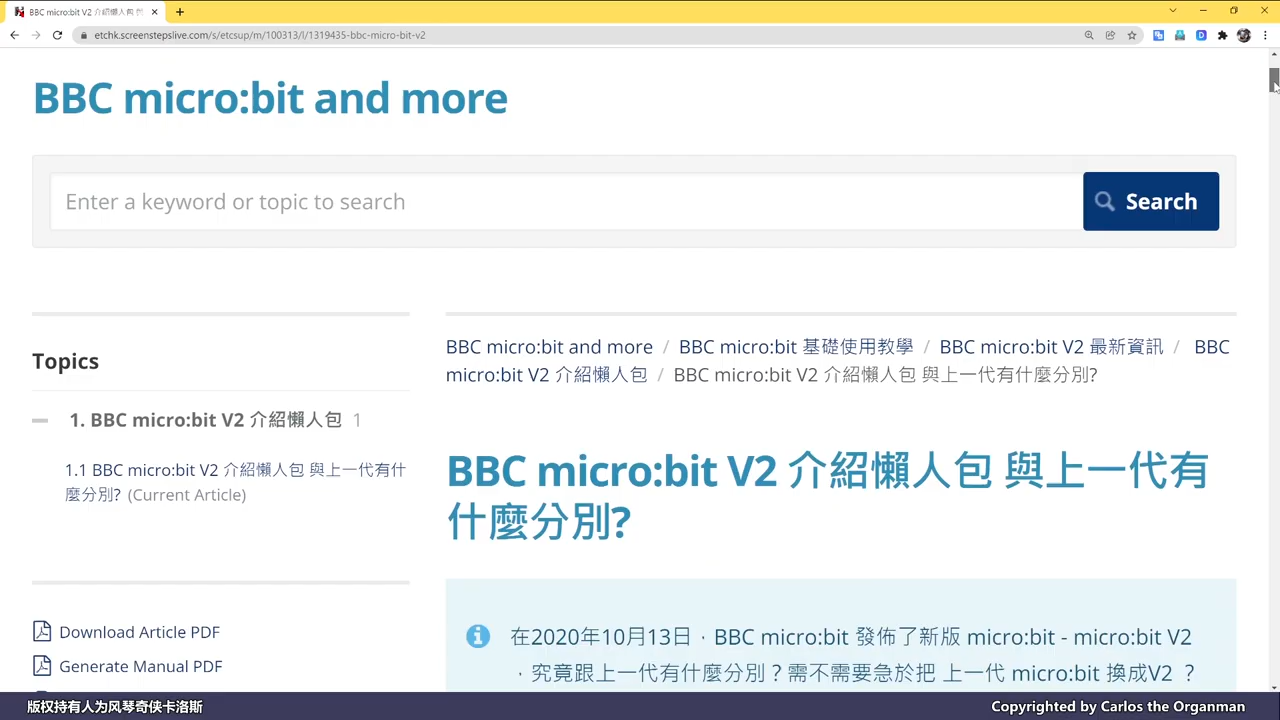 BBC micro:bit V2 介紹懶人包 與
etchk.screenstepslive.com/s/etcsup/m/100313/l/1319435-bbc-micro-bit-v2
BBC micro:bit and more
Enter a keyword or topic to search
Search
Topics
1. BBC micro:bit V2 介紹懶人包 1
1.1 BBC micro:bit V2 介紹懶人包 與上一代有什
麼分別? (Current Article)
Download Article PDF
Generate Manual PDF
BBC micro:bit and more / BBC micro:bit 基礎使用教學 / BBC micro:bit V2 最新資訊 / BBC
micro:bit V2 介紹懶人包 / BBC micro:bit V2 介紹懶人包 與上一代有什麼分別?
BBC micro:bit V2 介紹懶人包 與上一代有
什麼分別?
在2020年10月13日，BBC micro:bit 發佈了新版 micro:bit - micro:bit V2
，究竟跟上一代有什麼分別？需不需要急於把 上一代 micro:bit 換成V2 ？
版权持有人为风琴奇侠卡洛斯
Copyrighted by Carlos the Organman